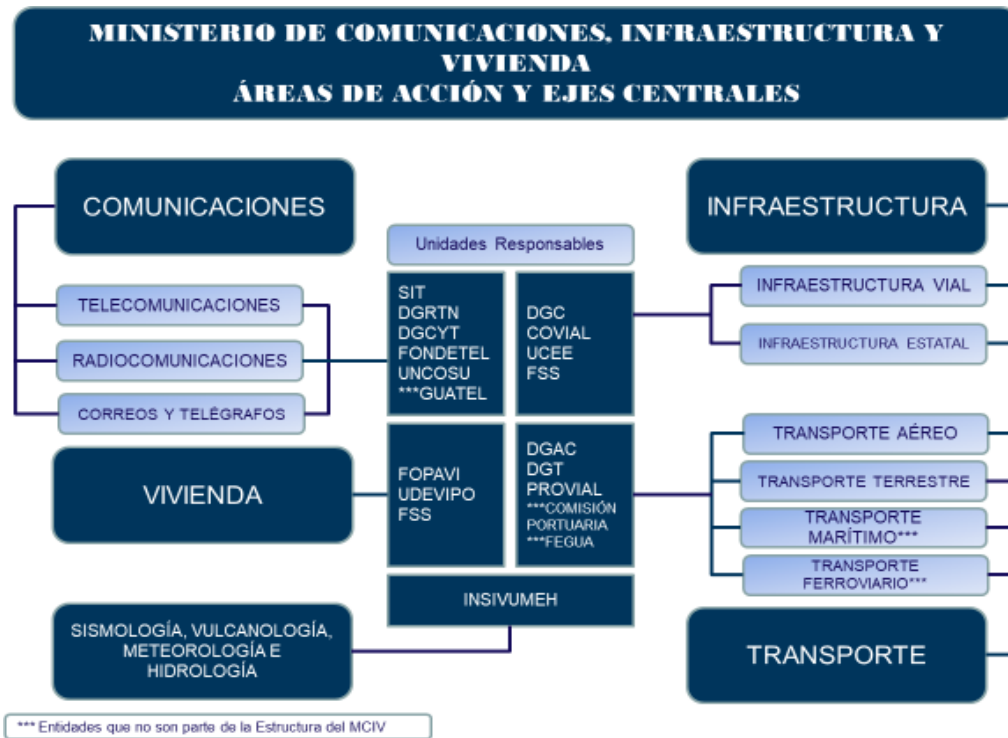 MINISTERIO DE COMUNICACIONES, INFRAESTRUCTURA Y
VIVIENDA
ÁREAS DE ACCIÓN Y EJES CENTRALES
COMUNICACIONES
TELECOMUNICACIONES
RADIOCOMUNICACIONES
CORREOS Y TELÉGRAFOS
VIVIENDA
SISMOLOGÍA, VULCANOLOGÍA,
METEOROLOGÍA E
HIDROLOGÍA
Unidades Responsables
SIT
DGRTN
DGCYT
FONDETEL
UNCOSU
***GUATEL
DGC
COVIAL
UCEE
FSS
FOPAVI
UDEVIPO
FSS
DGAC
DGT
PROVIAL
***COMISIÓN
PORTUARIA
***FEGUA
INSIVUMEH
INFRAESTRUCTURA
INFRAESTRUCTURA VIAL
INFRAESTRUCTURA ESTATAL
TRANSPORTE AÉREO
TRANSPORTE TERRESTRE
TRANSPORTE
MARÍTIMO***
TRANSPORTE
FERROVIARIO***
TRANSPORTE
*** Entidades que no son parte de la Estructura del MCIV